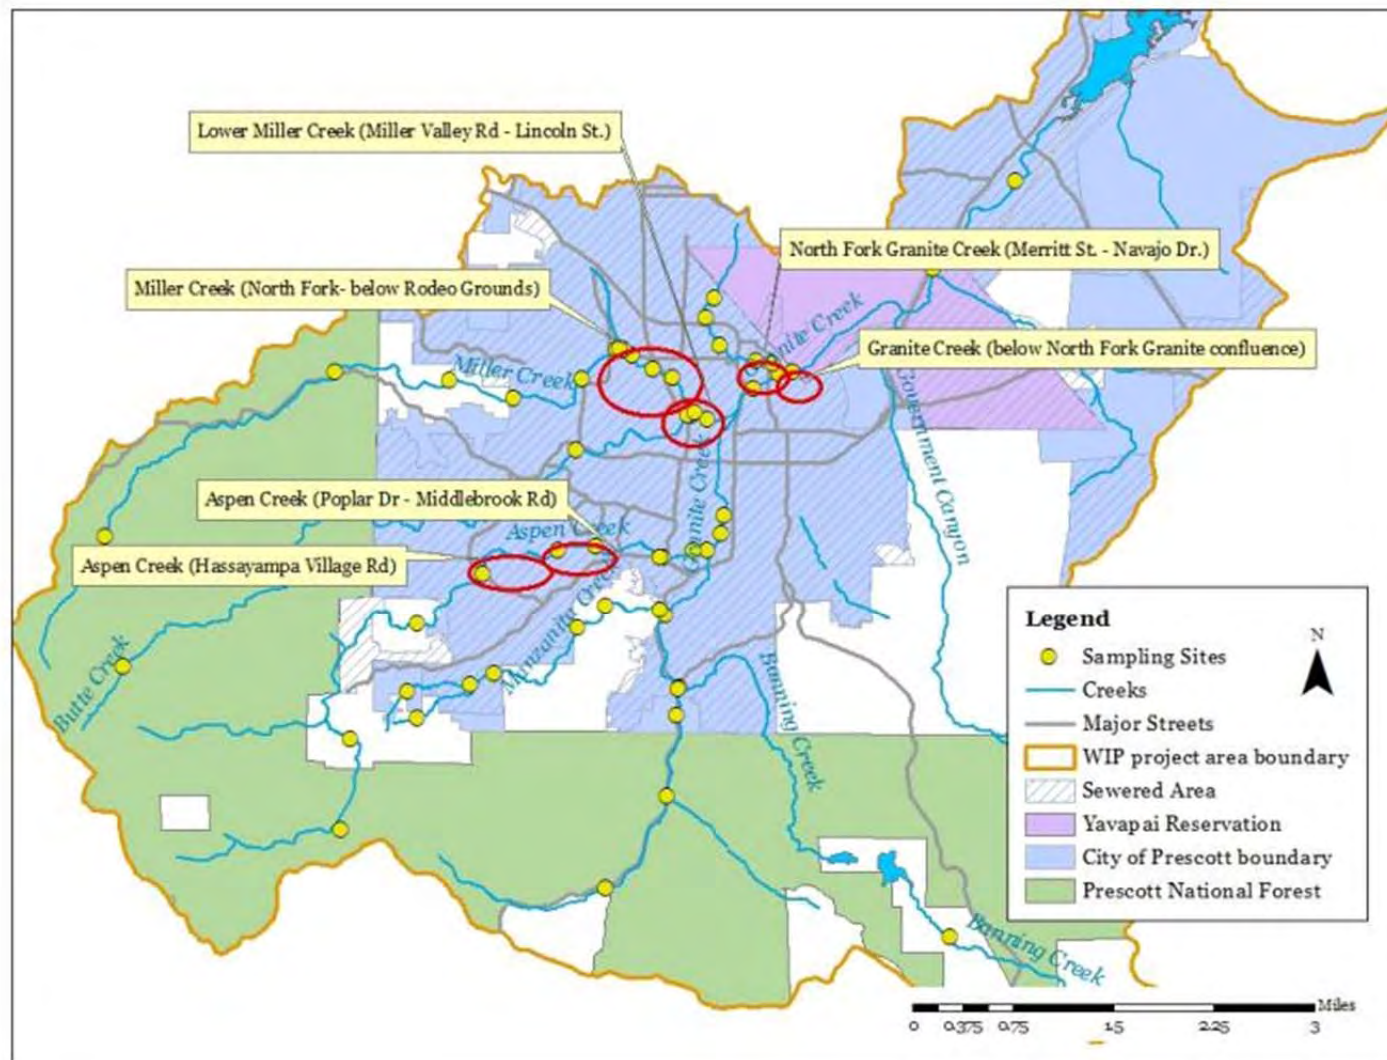 Lower Miller Creek (Miller Valley Rd - Lincoln St.)
North Fork Granite Creek (Merritt St. - Navajo Dr.)
Miller Creek (North Fork- below Rodeo Grounds)
Granite Creek
Granite Creek (below North Fork Granite confluence)
Miller Creek
Government Canyon
Aspen Creek (Poplar Dr - Middlebrook Rd)
Granite Creek
Aspen Creek
Aspen Creek (Hassayampa Village Rd)
Manzanita Creek
Butte Creek
Banning Creek
Banning Creek
Legend
N
Sampling Sites
Creeks
Major Streets
WIP project area boundary
Sewered Area
Yavapai Reservation
City of Prescott boundary
Prescott National Forest
Miles
0 0.375 0.75 1.5 2.25 3